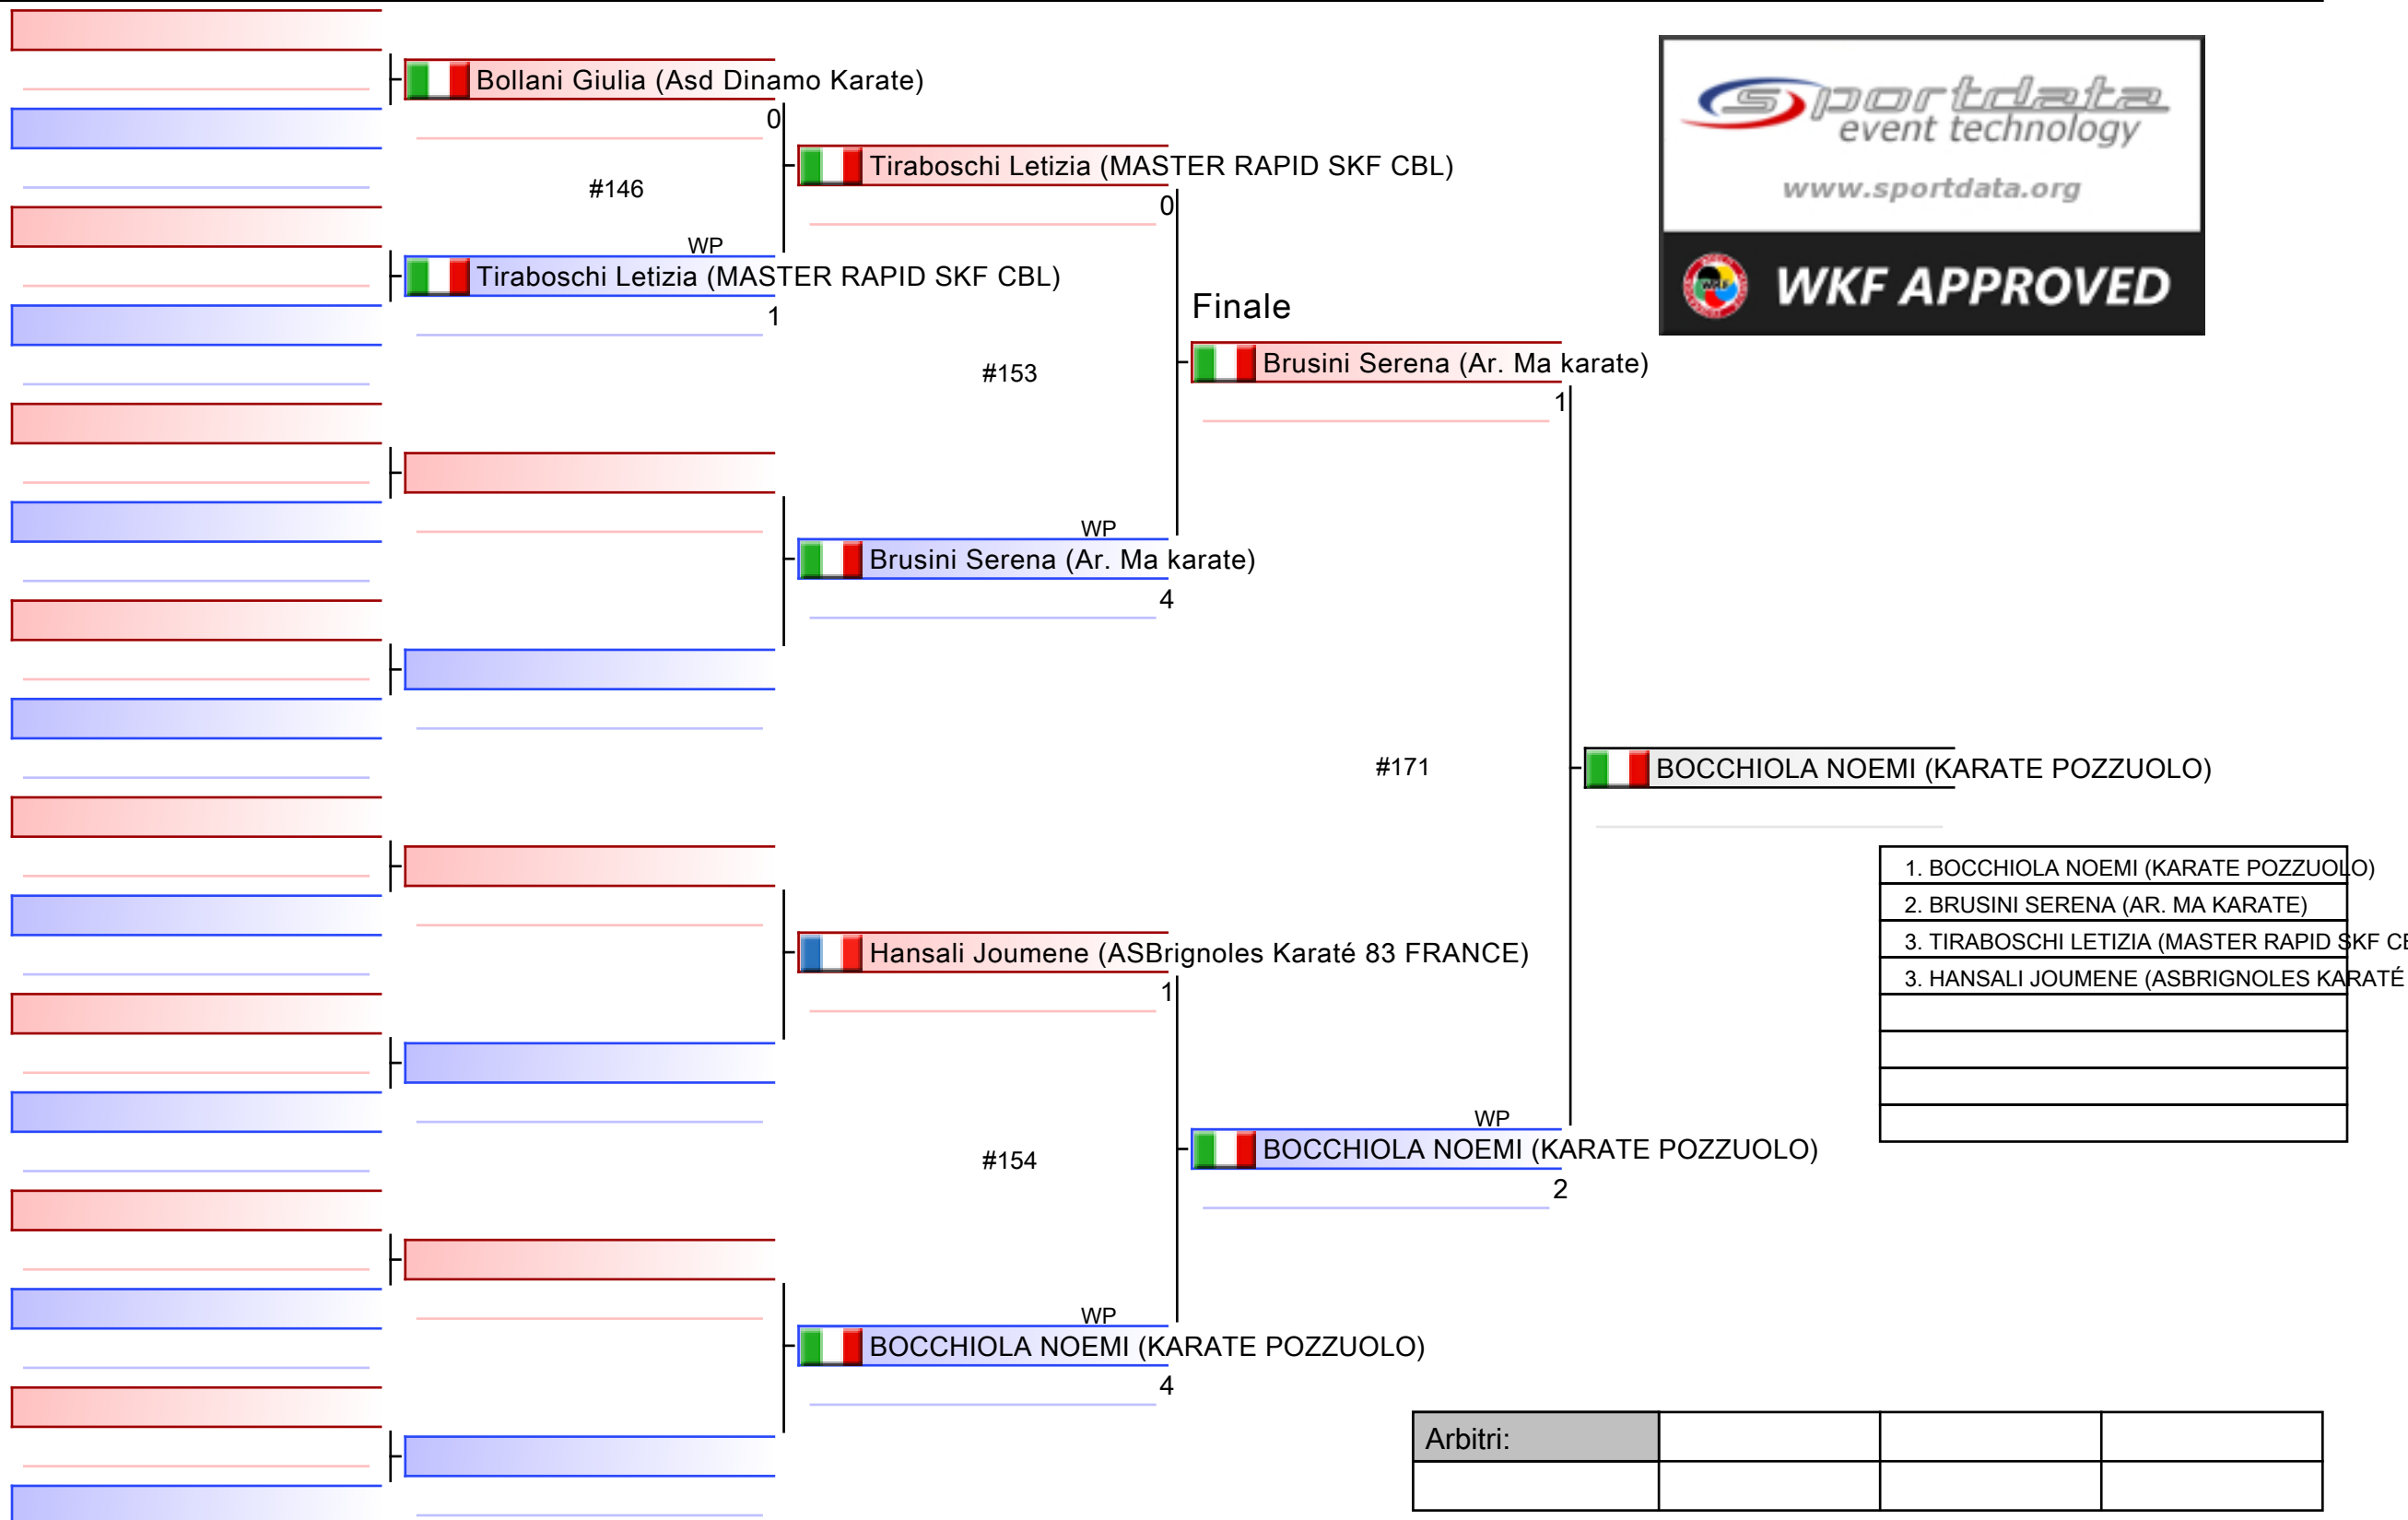 Bollani Giulia (Asd Dinamo Karate)
0
#146
WP
Tiraboschi Letizia (MASTER RAPID SKF CBL)
1
Tiraboschi Letizia (MASTER RAPID SKF CBL)
0
#153
WP
Brusini Serena (Ar. Ma karate)
4
Hansali Joumene (ASBrignoles Karaté 83 FRANCE)
1
#154
WP
BOCCHIOLA NOEMI (KARATE POZZUOLO)
4
Finale
Brusini Serena (Ar. Ma karate)
1
#171
WP
BOCCHIOLA NOEMI (KARATE POZZUOLO)
2
BOCCHIOLA NOEMI (KARATE POZZUOLO)
sportdata
event technology
www.sportdata.org
WKF
WKF APPROVED
1. BOCCHIOLA NOEMI (KARATE POZZUOLO)
2. BRUSINI SERENA (AR. MA KARATE)
3. TIRABOSCHI LETIZIA (MASTER RAPID SKF
3. HANSALI JOUMENE (ASBRIGNOLES KARATÉ
Arbitri: